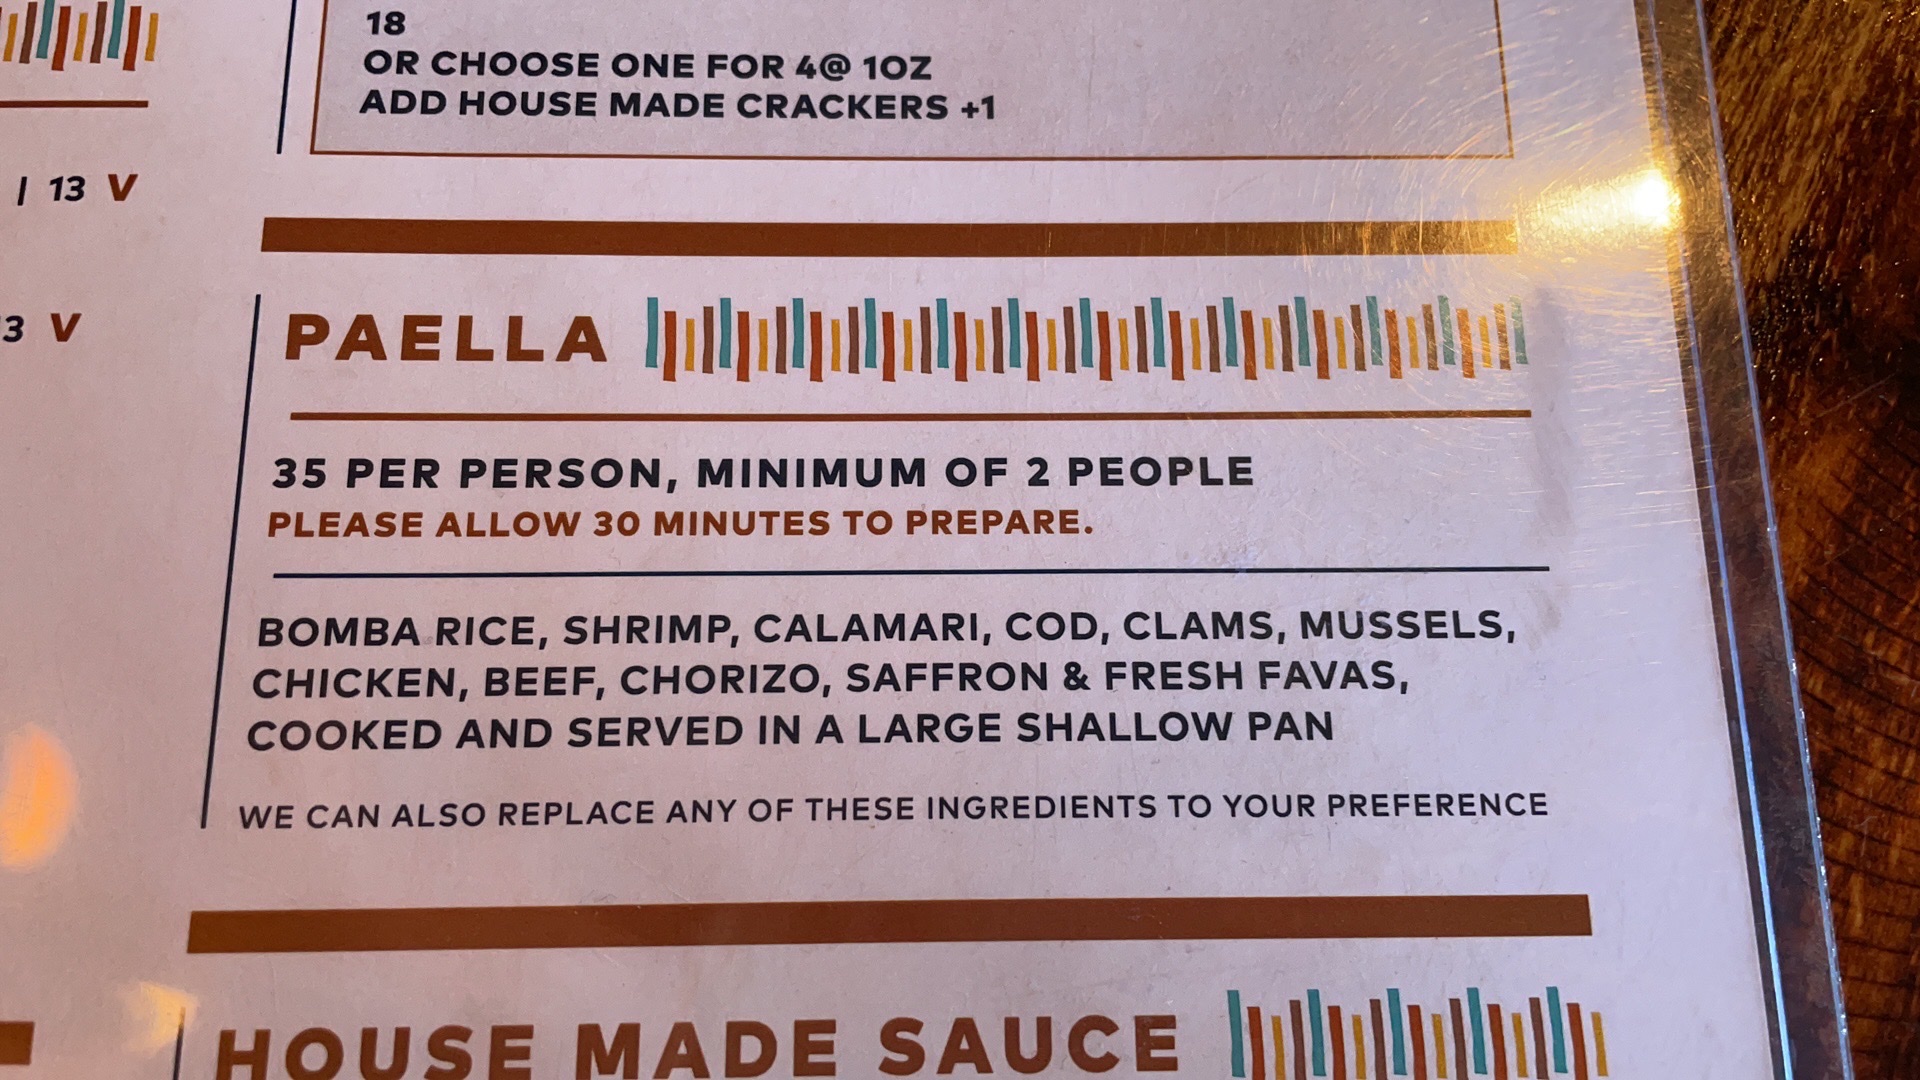 18
OR CHOOSE ONE FOR 4@ 1OZ
ADD HOUSE MADE CRACKERS +1
| 13 V
3 V
PAELLA
35 PER PERSON, MINIMUM OF 2 PEOPLE
PLEASE ALLOW 30 MINUTES TO PREPARE.
BOMBA RICE, SHRIMP, CALAMARI, COD, CLAMS, MUSSELS,
CHICKEN, BEEF, CHORIZO, SAFFRON & FRESH FAVAS,
COOKED AND SERVED IN A LARGE SHALLOW PAN
WE CAN ALSO REPLACE ANY OF THESE INGREDIENTS TO YOUR PREFERENCE
HOUSE MADE SAUCE